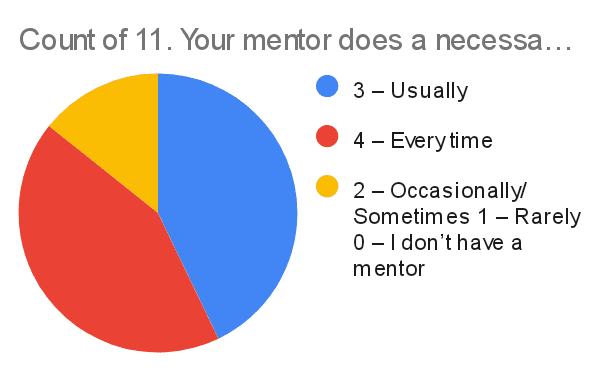 Count of 11. Your mentor does a necessa…
3 – Usually
4 – Everytime
2 – Occasionally/
Sometimes 1 – Rarely
0 – I don’t have a
mentor